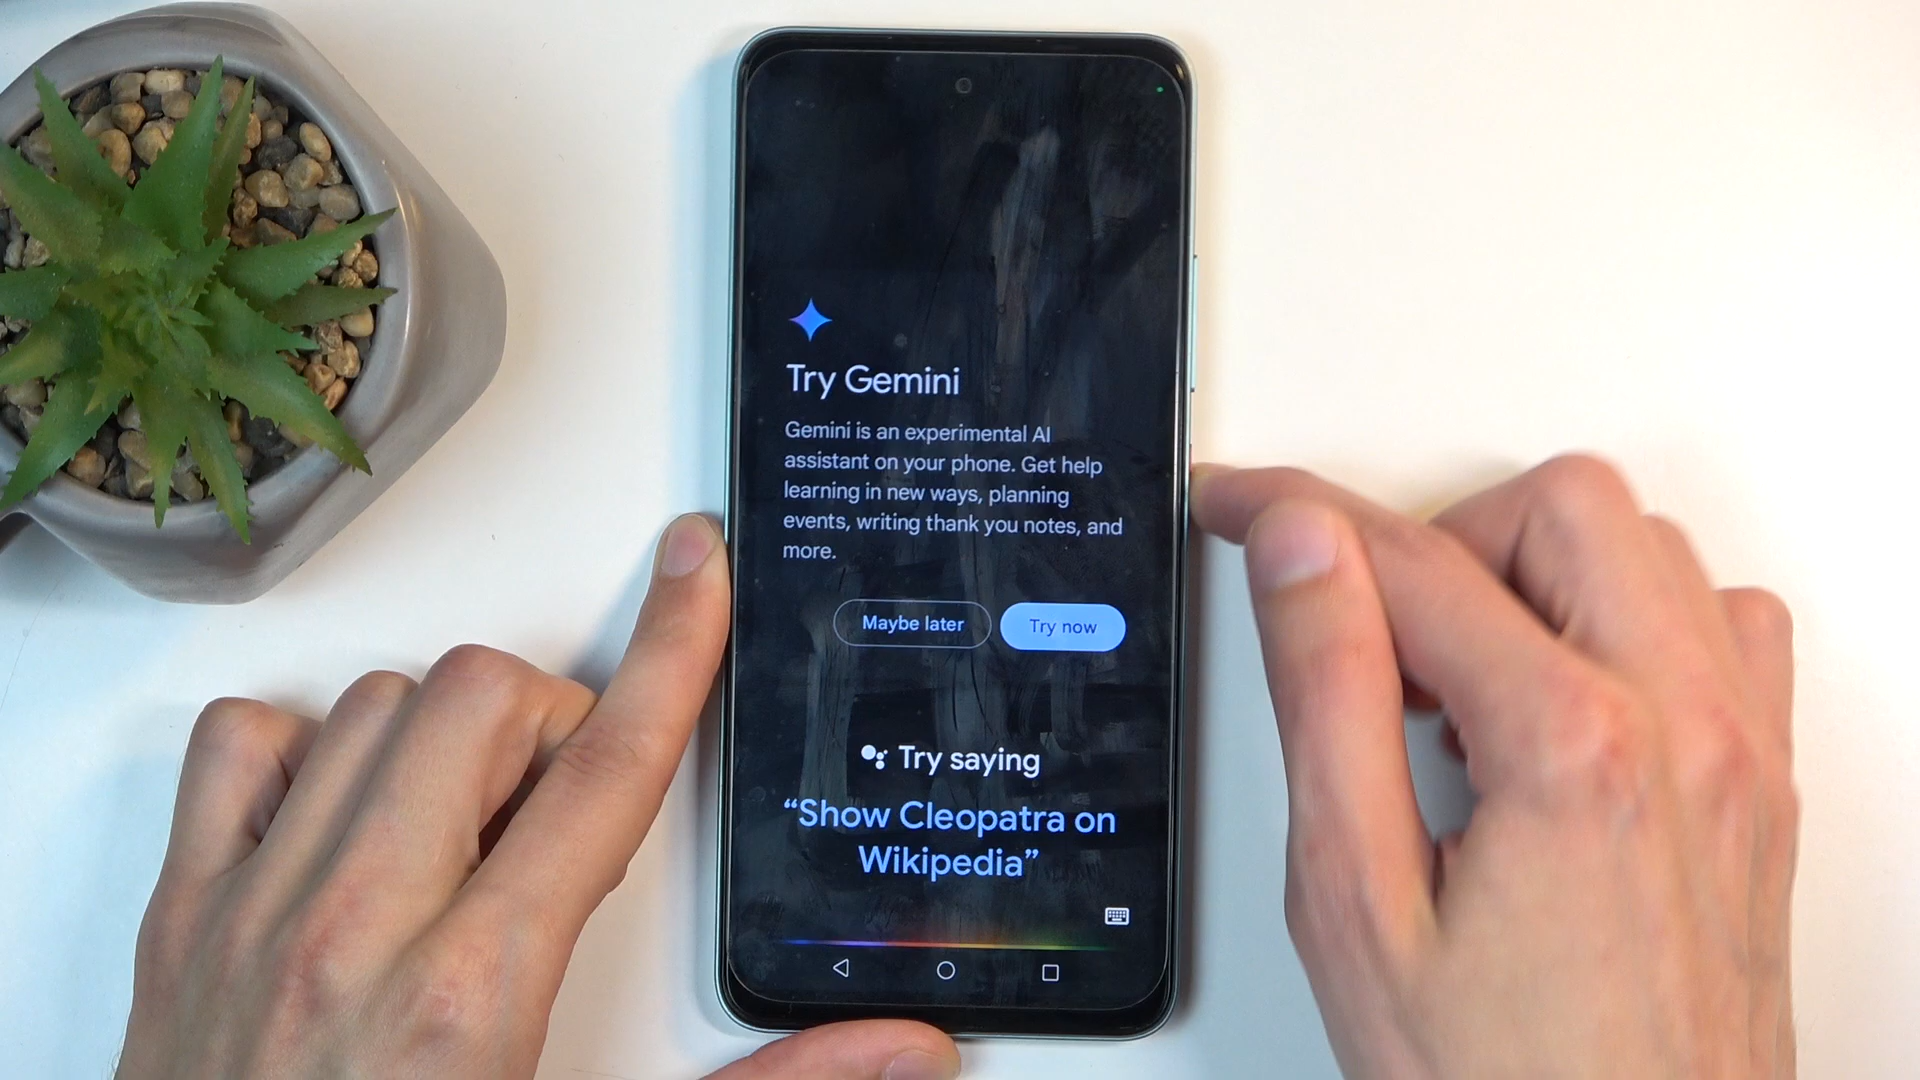 Try Gemini
Gemini is an experimental AI
assistant on your phone. Get help
learning in new ways, planning
events, writing thank you notes, and
more.
Maybe later
Try now
Try saying
“Show Cleopatra on
Wikipedia”